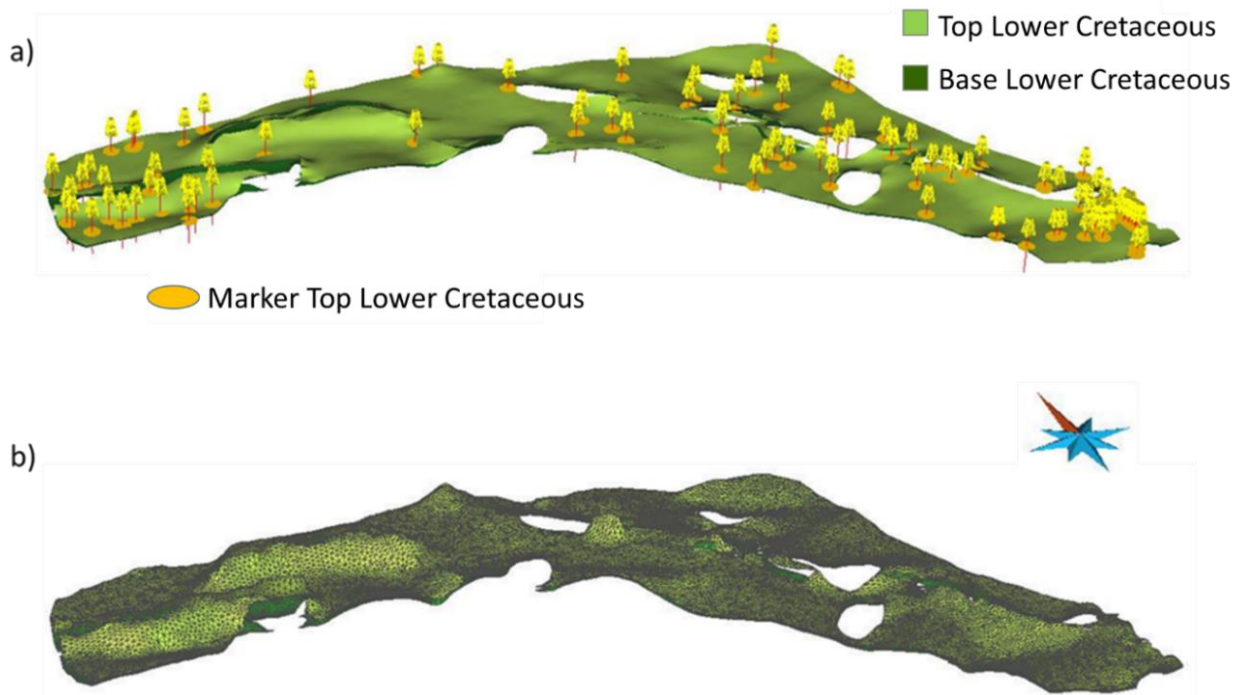 a)
Top Lower Cretaceous
Base Lower Cretaceous
Marker Top Lower Cretaceous
b)